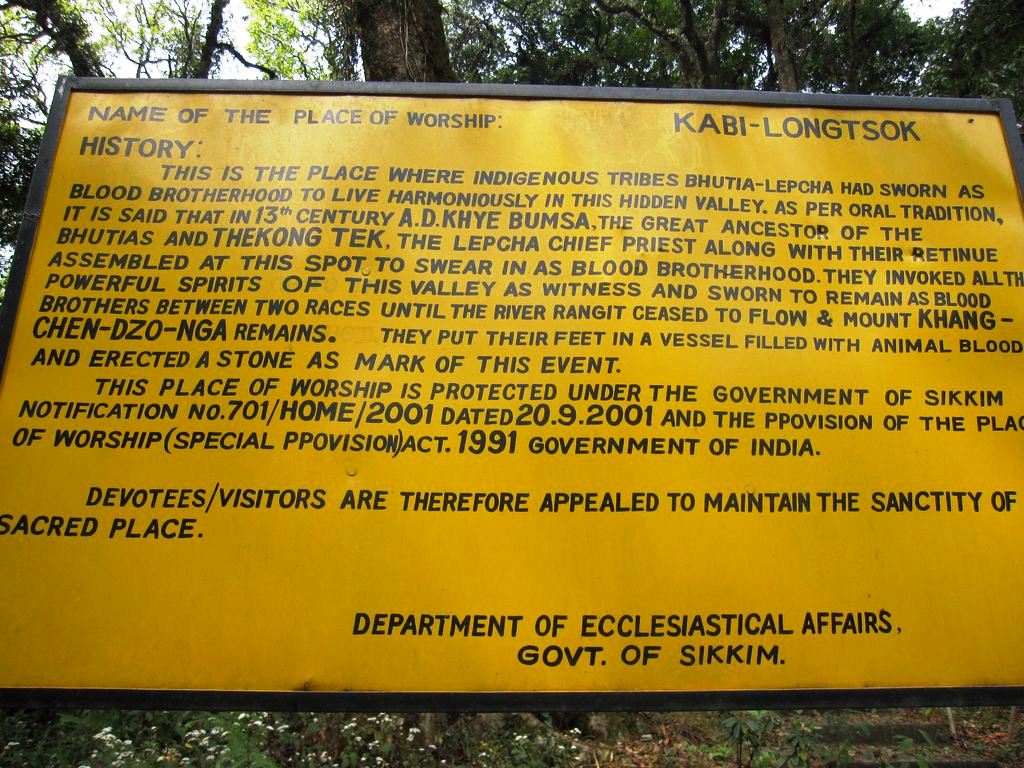 NAME OF THE PLACE OF WORSHIP: KABI-LONGTSOK
HISTORY:
THIS IS THE PLACE WHERE INDIGENOUS TRIBES BHUTIA-LEPCHA HAD SWORN AS
BLOOD BROTHERHOOD TO LIVE HARMONIOUSLY IN THIS HIDDEN VALLEY. AS PER ORAL TRADITION,
IT IS SAID THAT IN 13th CENTURY A.D. KHYE BUMSA, THE GREAT ANCESTOR OF THE
BHUTIAS AND THEKONG TEK, THE LEPCHA CHIEF PRIEST ALONG WITH THEIR RETINUE
ASSEMBLED AT THIS SPOT TO SWEAR IN AS BLOOD BROTHERHOOD. THEY INVOKED ALL TH
POWERFUL SPIRITS OF THIS VALLEY AS WITNESS AND SWORN TO REMAIN AS BLOOD
BROTHERS BETWEEN TWO RACES UNTIL THE RIVER RANGIT CEASED TO FLOW & MOUNT KHANG-
CHEN-DZO-NGA REMAINS. THEY PUT THEIR FEET IN A VESSEL FILLED WITH ANIMAL BLOOD
AND ERECTED A STONE AS MARK OF THIS EVENT.
THIS PLACE OF WORSHIP IS PROTECTED UNDER THE GOVERNMENT OF SIKKIM
NOTIFICATION NO.701/HOME/2001 DATED 20.9.2001 AND THE PPOVISION OF THE PLAC
OF WORSHIP (SPECIAL PPOVISION) ACT. 1991 GOVERNMENT OF INDIA.
DEVOTEES/VISITORS ARE THEREFORE APPEALED TO MAINTAIN THE SANCTITY OF
SACRED PLACE.
DEPARTMENT OF ECCLESIASTICAL AFFAIRS,
GOVT. OF SIKKIM.